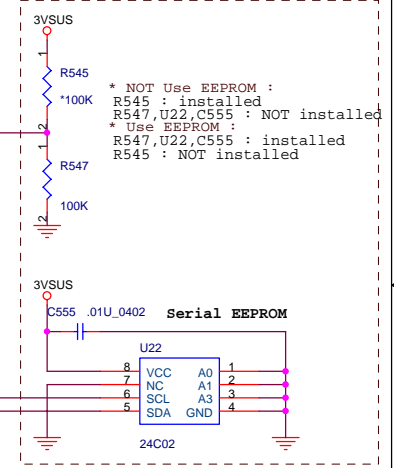 3VSUS
1
R545
*100K
2
* NOT Use EEPROM :
R545 : installed
R547,U22,C555 : NOT installed
* Use EEPROM :
R547,U22,C555 : installed
R545 : NOT installed
1
R547
100K
2
3VSUS
C555 .01U_0402 Serial EEPROM
U22
8 VCC A0 1
7 NC A1 2
6 SCL A3 3
5 SDA GND 4
24C02